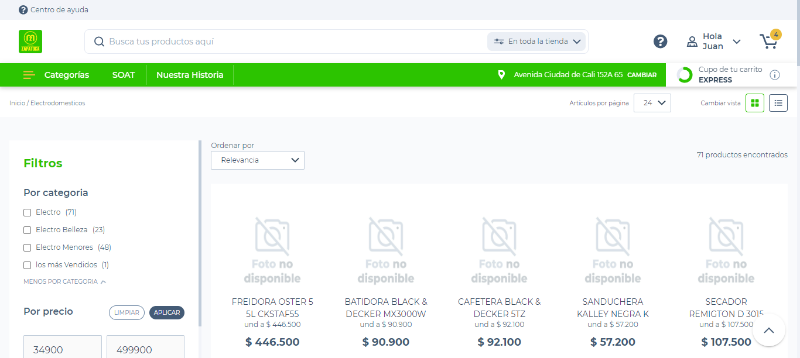 Centro de ayuda
Busca tus productos aquí
En toda la tienda
Hola
Juan
4
Categorías
SOAT
Nuestra Historia
Avenida Ciudad de Cali 152A 65 CAMBIAR
Cupo de tu carrito
EXPRESS
Inicio / Electrodomesticos
Artículos por página
24
Cambiar vista
Filtros
Ordenar por
Relevancia
71 productos encontrados
Por categoria
Electro (71)
Electro Belleza (23)
Electro Menores (48)
los más Vendidos (1)
MENOS POR CATEGORIA
Por precio
LIMPIAR
APLICAR
34900
499900
Foto no
disponible
FREIDORA OSTER 5
5L CKSTAF55
und a $ 446.500
$ 446.500
Foto no
disponible
BATIDORA BLACK &
DECKER MX3000W
und a $ 90.900
$ 90.900
Foto no
disponible
CAFETERA BLACK &
DECKER 5TZ
und a $ 92.100
$ 92.100
Foto no
disponible
SANDUCHERA
KALLEY NEGRA K
und a $ 57.200
$ 57.200
Foto no
disponible
SECADOR
REMIGTON D 3015
und a $ 107.500
$ 107.500